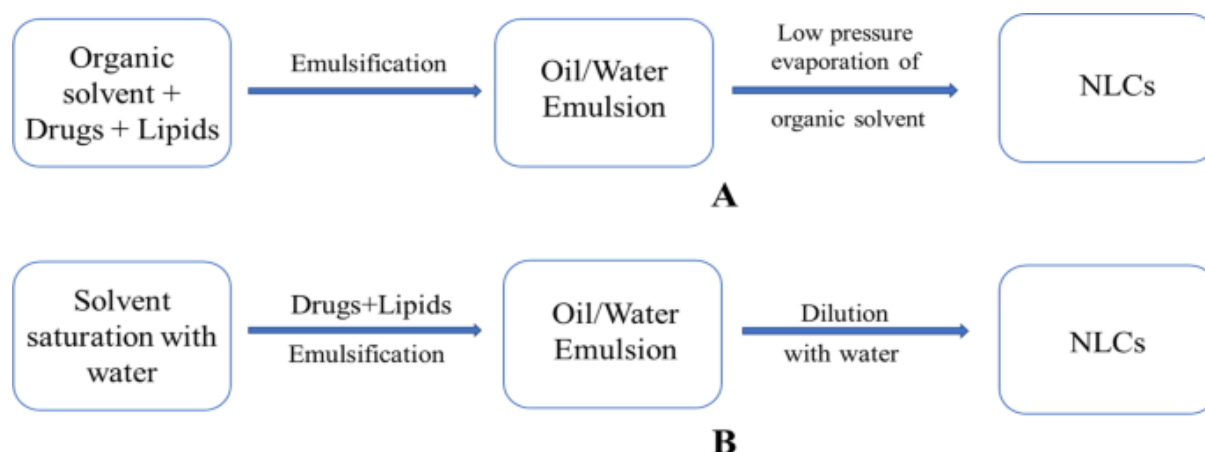 Organic
solvent +
Drugs + Lipids
Emulsification
Oil/Water
Emulsion
Low pressure
evaporation of
organic solvent
NLCs
A
Solvent
saturation with
water
Drugs+Lipids
Emulsification
Oil/Water
Emulsion
Dilution
with water
NLCs
B